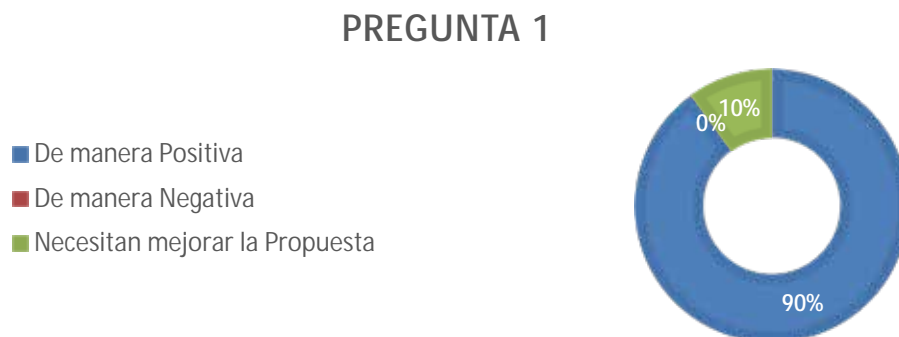 PREGUNTA 1
De manera Positiva
De manera Negativa
Necesitan mejorar la Propuesta
10%
0%
90%